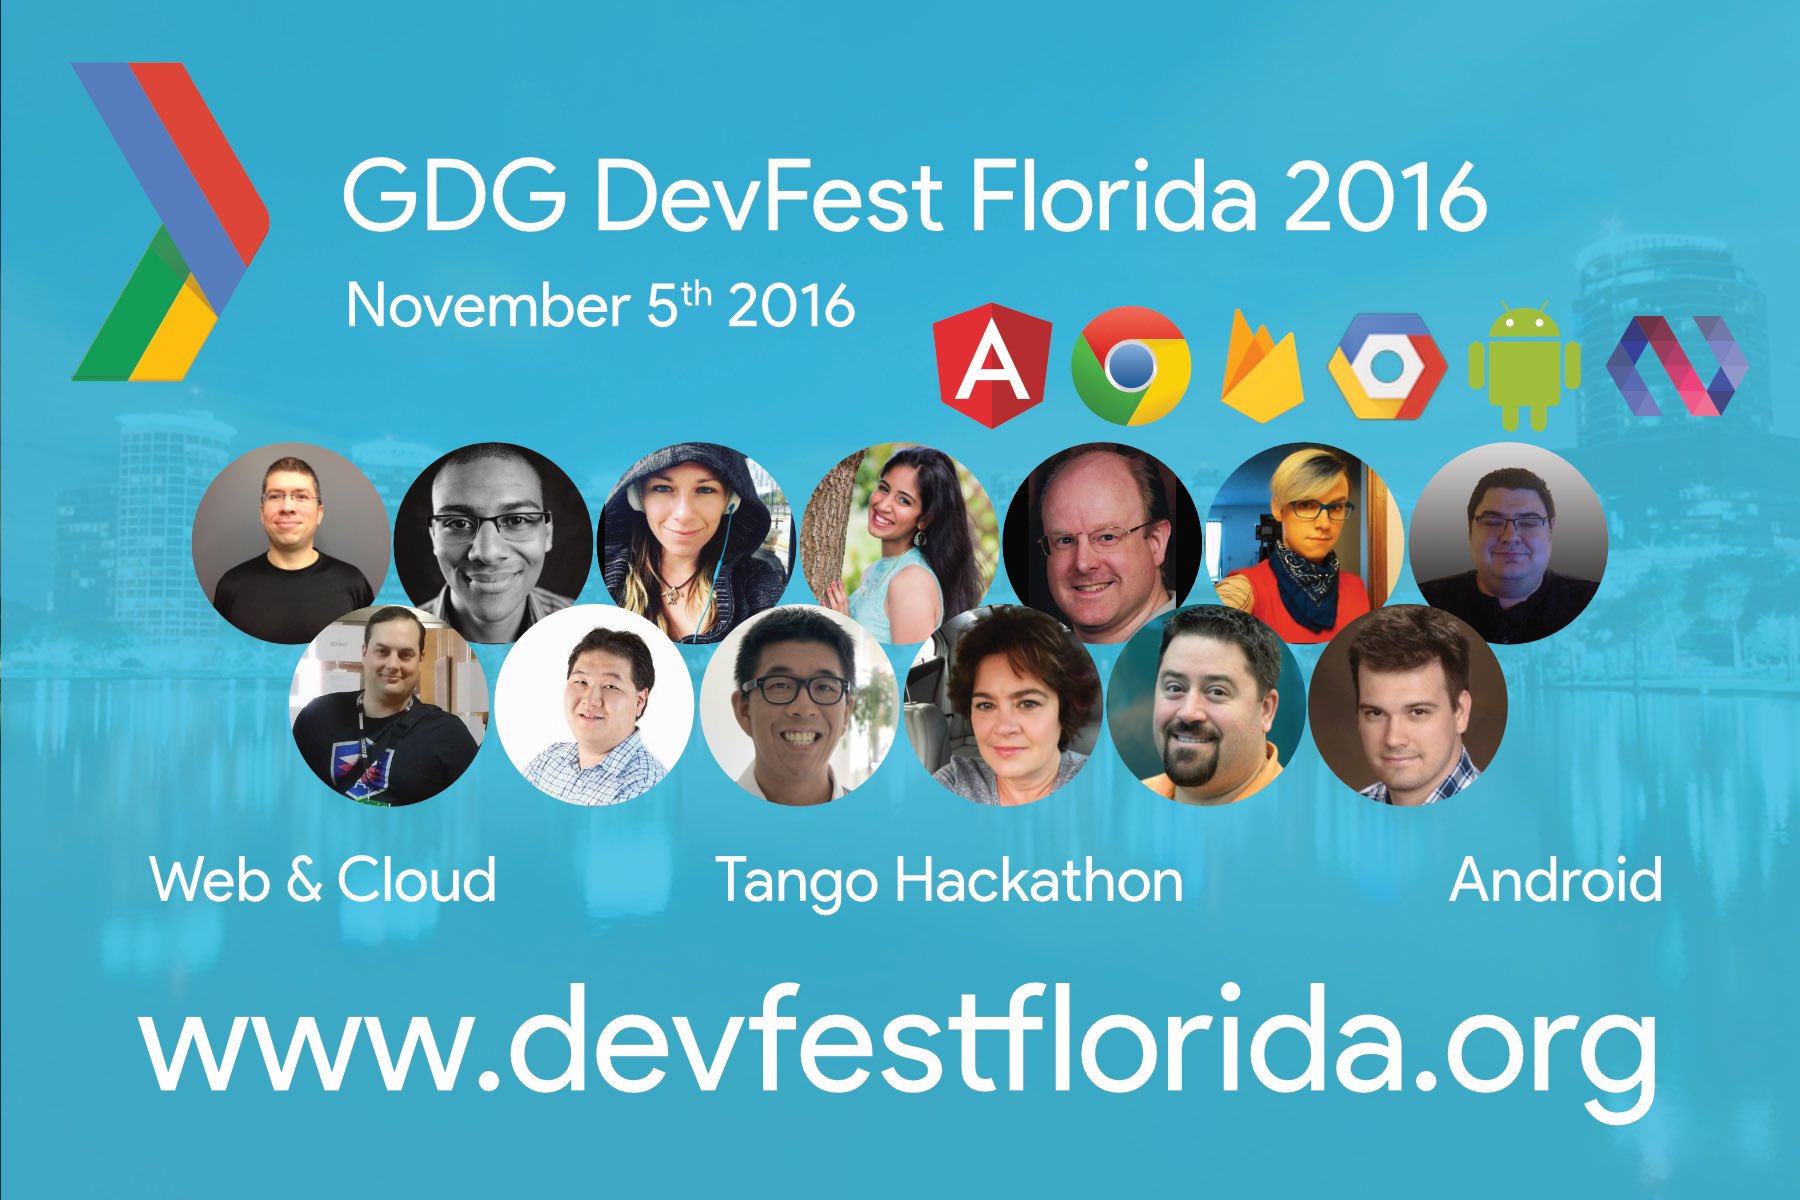 GDG DevFest Florida 2016
November 5th 2016
A
Web & Cloud
Tango Hackathon
Android
www.devfestflorida.org